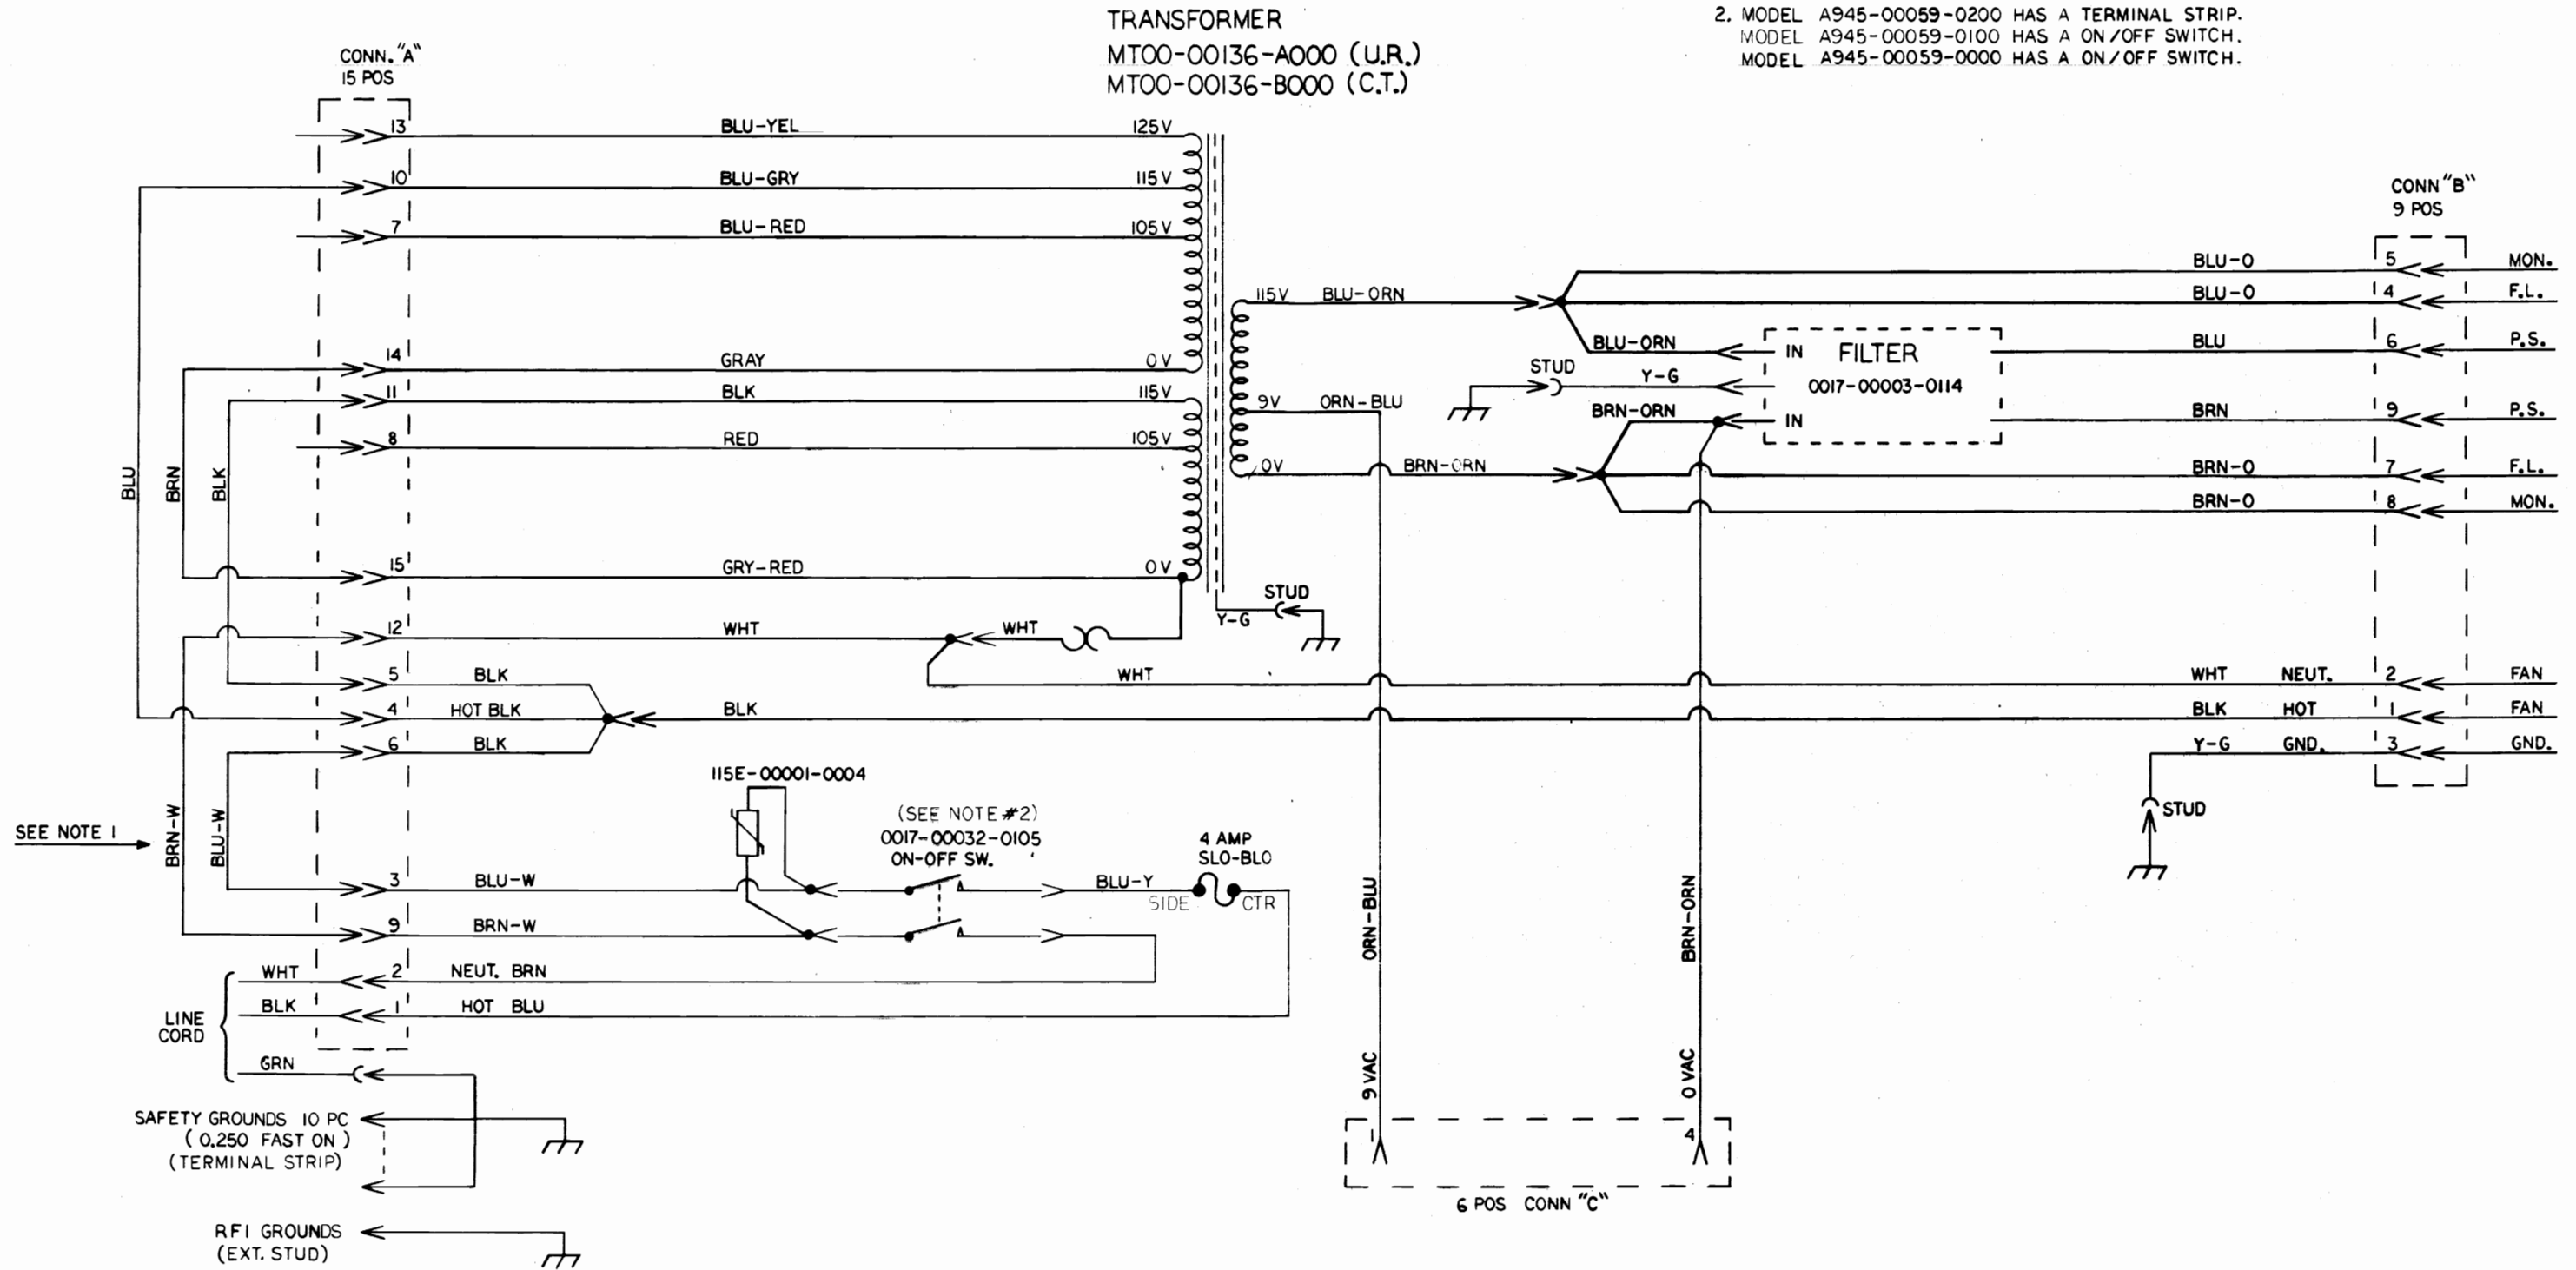 TRANSFORMER
MT00-00136-A000 (U.R.)
MT00-00136-B000 (C.T.)
2. MODEL A945-00059-0200 HAS A TERMINAL STRIP.
MODEL A945-00059-0100 HAS A ON/OFF SWITCH.
MODEL A945-00059-0000 HAS A ON/OFF SWITCH.
CONN. "A"
15 POS
13 BLU-YEL 125V
10 BLU-GRY 115V
7 BLU-RED 105V
14 GRAY 0V
11 BLK 115V
8 RED 105V
15 GRY-RED 0V
12 WHT WHT
5 BLK WHT
4 HOT BLK BLK
6 BLK
BLU
BRN
BLK
STUD
Y-G
115V BLU-ORN
9V ORN-BLU
0V BRN-ORN
BLU-ORN IN FILTER
STUD Y-G 0017-00003-0114
BRN-ORN IN
CONN "B"
9 POS
BLU-O 5 MON.
BLU-O 4 F.L.
BLU 6 P.S.
BRN 9 P.S.
BRN-O 7 F.L.
BRN-O 8 MON.
WHT NEUT. 2 FAN
BLK HOT 1 FAN
Y-G GND. 3 GND.
STUD
SEE NOTE 1
BRN-W
BLU-W
115E-00001-0004
(SEE NOTE #2)
0017-00032-0105
ON-OFF SW.
4 AMP
SLO-BLO
3 BLU-W BLU-Y
SIDE CTR
9 BRN-W
WHT 2 NEUT. BRN
BLK 1 HOT BLU
LINE
CORD
GRN
SAFETY GROUNDS 10 PC
(0.250 FAST ON)
(TERMINAL STRIP)
RFI GROUNDS
(EXT. STUD)
ORN-BLU
9 VAC
BRN-ORN
0 VAC
1 4
6 POS CONN "C"